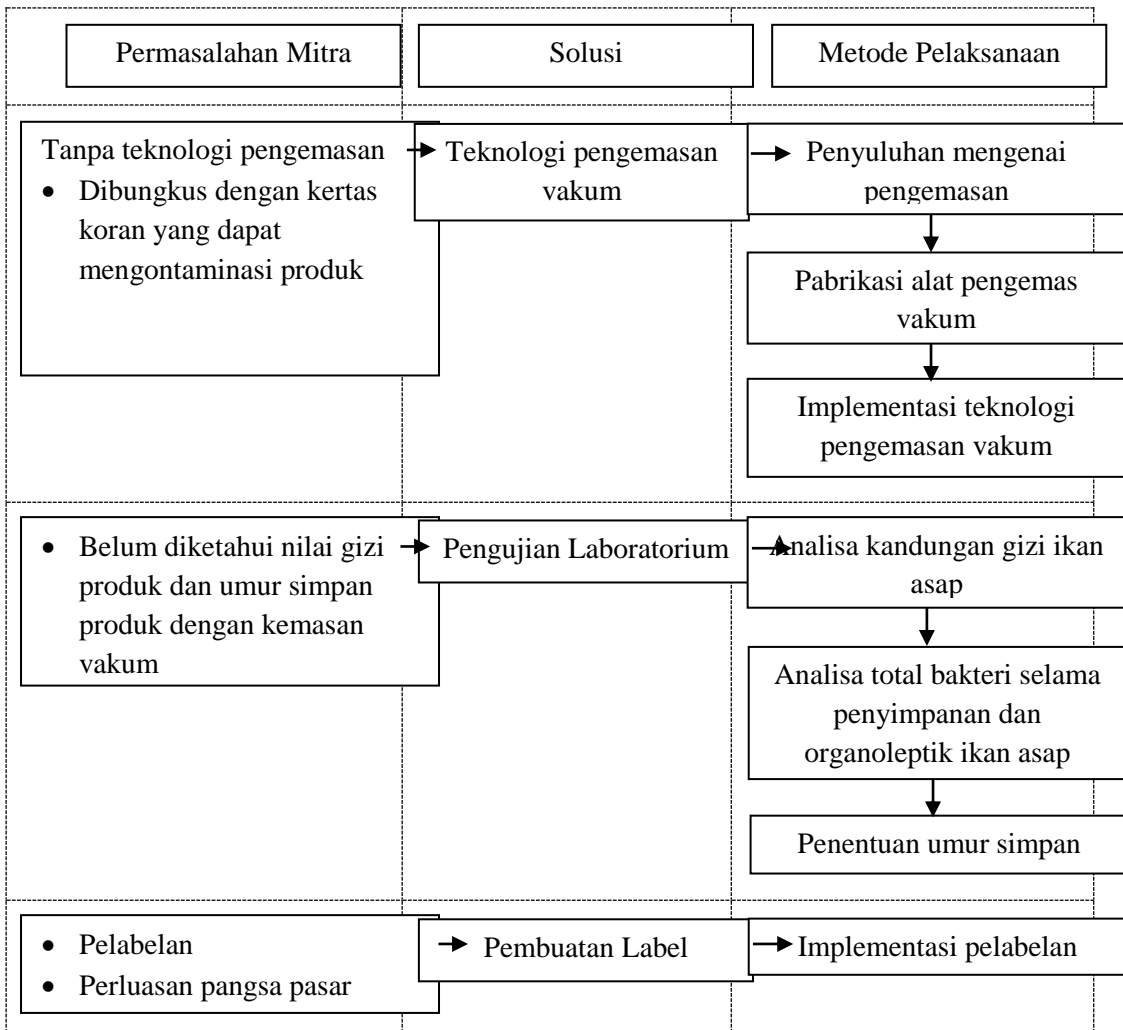 Permasalahan Mitra
Solusi
Metode Pelaksanaan
Tanpa teknologi pengemasan
• Dibungkus dengan kertas
koran yang dapat
mengontaminasi produk
Teknologi pengemasan
vakum
Penyuluhan mengenai
pengemasan
Pabrikasi alat pengemas
vakum
Implementasi teknologi
pengemasan vakum
• Belum diketahui nilai gizi
produk dan umur simpan
produk dengan kemasan
vakum
Pengujian Laboratorium
Analisa kandungan gizi ikan
asap
Analisa total bakteri selama
penyimpanan dan
organoleptik ikan asap
Penentuan umur simpan
• Pelabelan
• Perluasan pangsa pasar
Pembuatan Label
Implementasi pelabelan